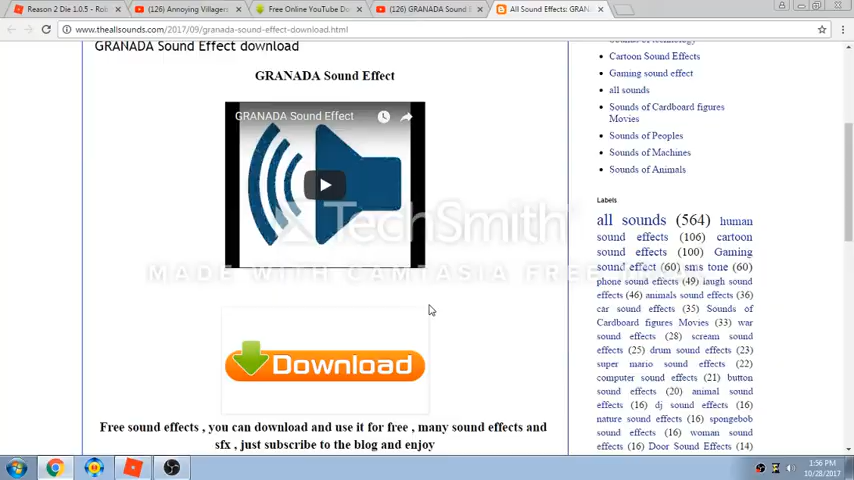 Reason 2 Die 1.0.5 - Ro
(126) Annoying Villagers
Free Online YouTube Do
(126) GRANADA Sound E
All Sound Effects: GRAN
www.theallsounds.com/2017/09/granada-sound-effect-download.html
GRANADA Sound Effect download
GRANADA Sound Effect
GRANADA Sound Effect
Download
Free sound effects , you can download and use it for free , many sound effects and
sfx , just subscribe to the blog and enjoy
Sounds of technology
Cartoon Sound Effects
Gaming sound effect
all sounds
Sounds of Cardboard figures
Movies
Sounds of Peoples
Sounds of Machines
Sounds of Animals
Labels
all sounds (564) human
sound effects (106) cartoon
sound effects (100) Gaming
sound effect (60) sms tone (60)
phone sound effects (49) laugh sound
effects (46) animals sound effects (36)
car sound effects (35) Sounds of
Cardboard figures Movies (33) war
sound effects (28) scream sound
effects (25) drum sound effects (23)
super mario sound effects (22)
computer sound effects (21) button
sound effects (20) animal sound
effects (16) dj sound effects (16)
nature sound effects (16) spongebob
sound effects (16) woman sound
effects (16) Door Sound Effects (14)
TechSmith
MADE WITH CAMTASIA FREE TRIAL
1:56 PM
10/28/2017